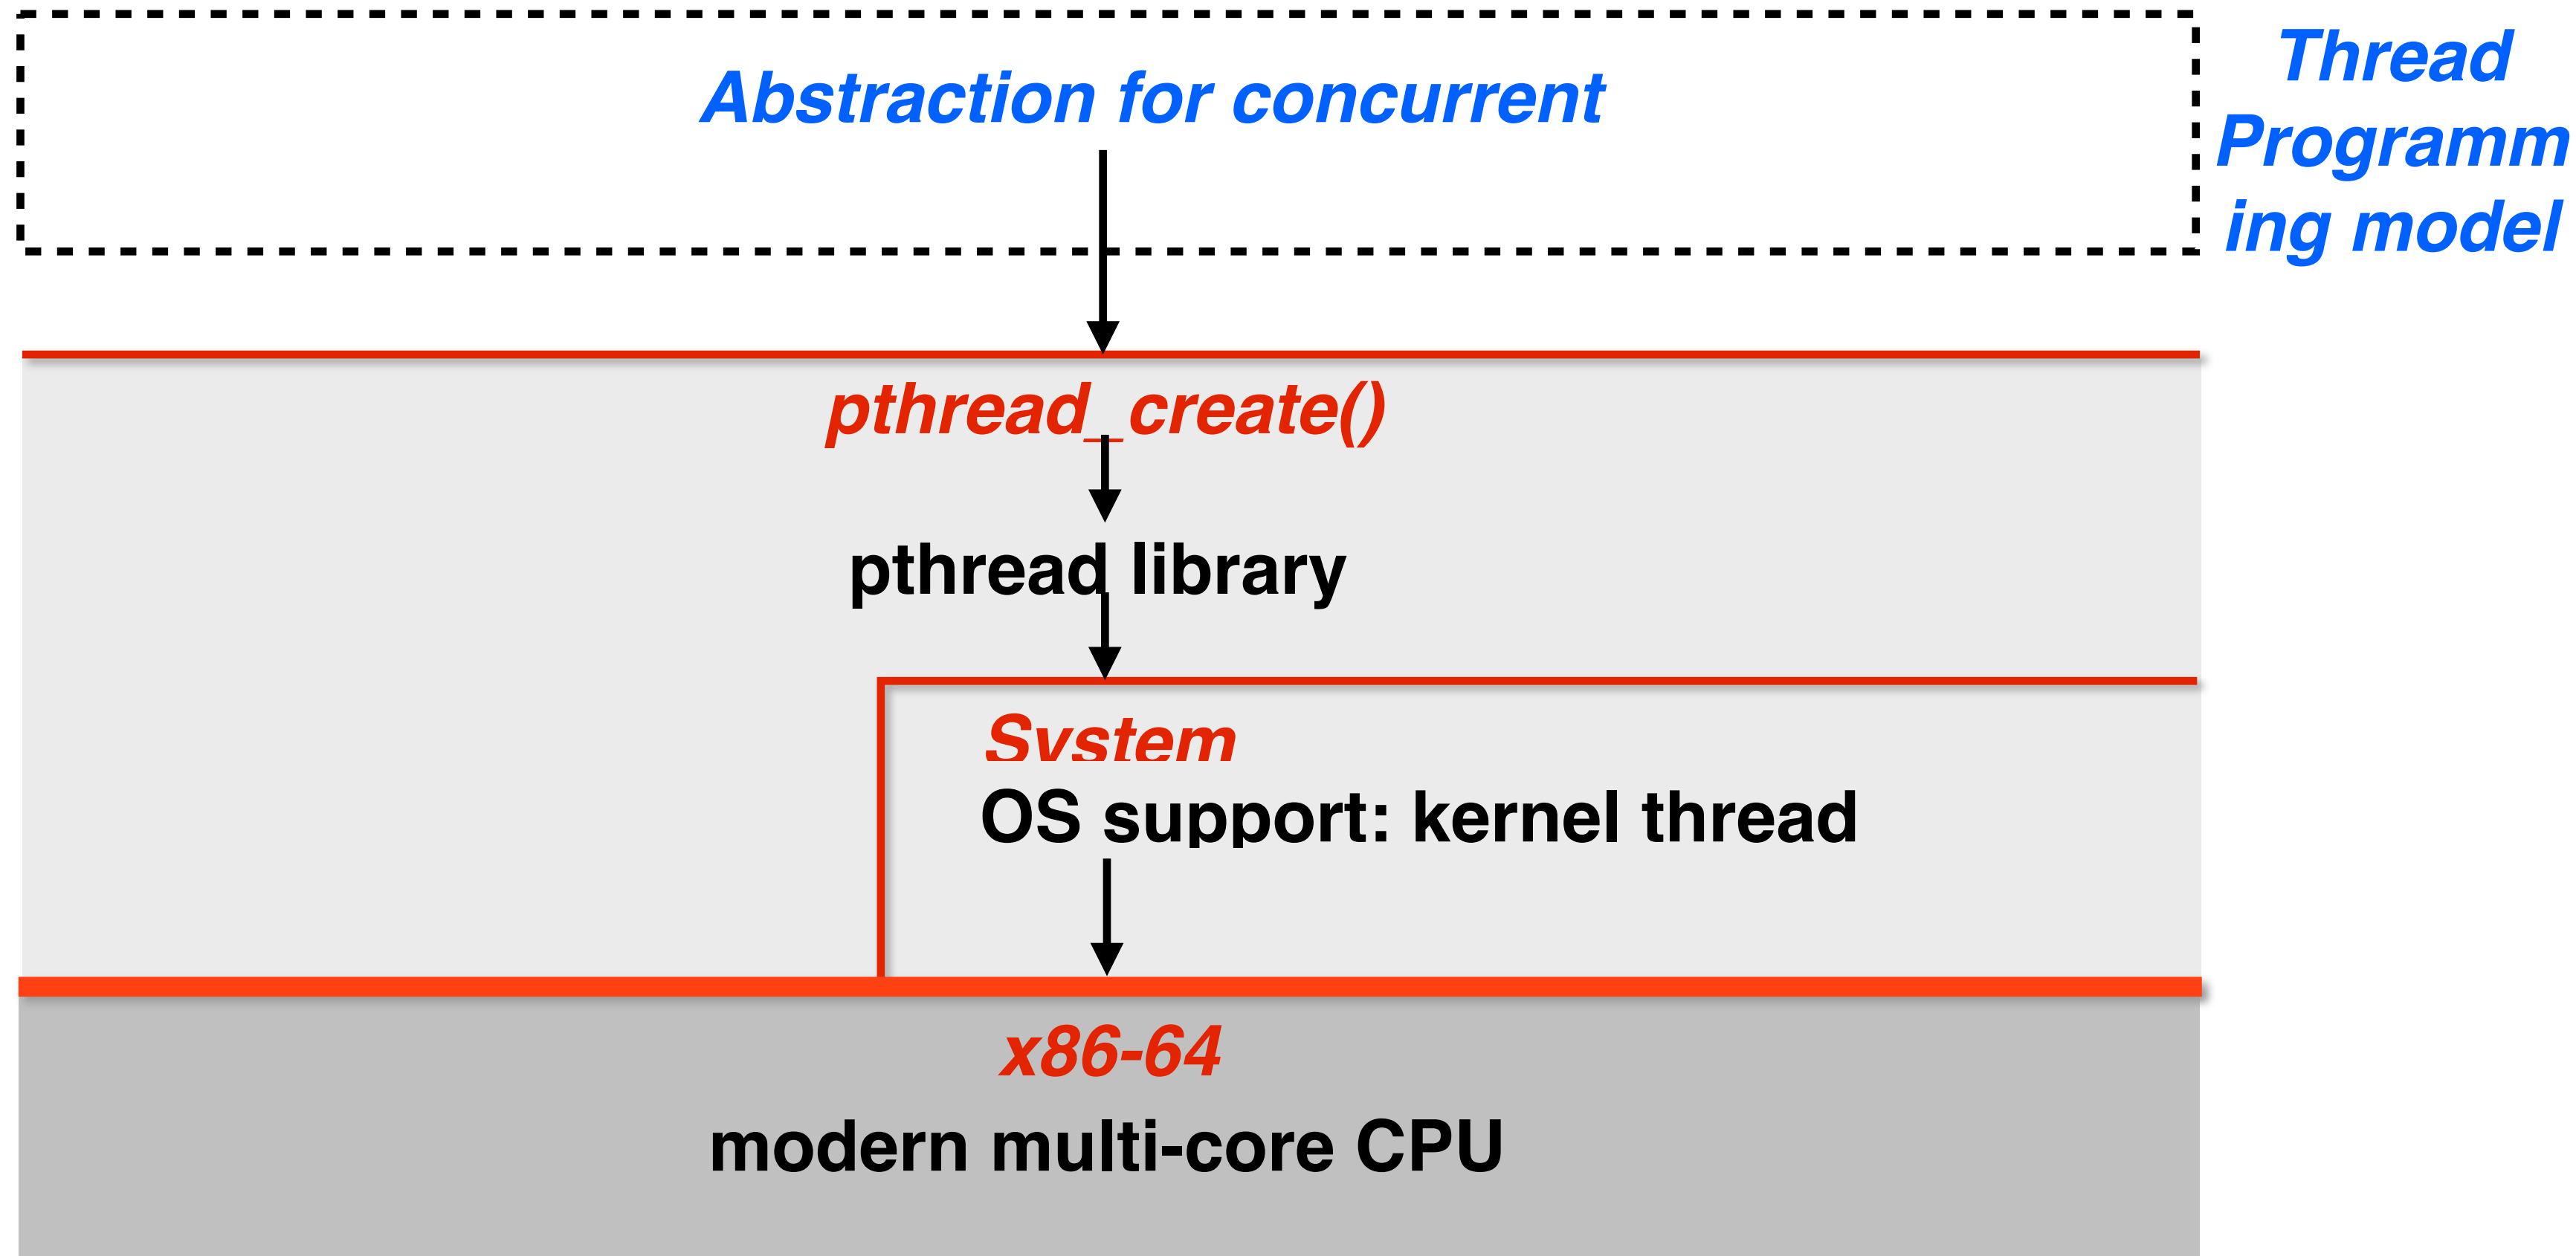 Abstraction for concurrent
Thread
Programm
ing model
pthread_create()
pthread library
System
OS support: kernel thread
x86-64
modern multi-core CPU